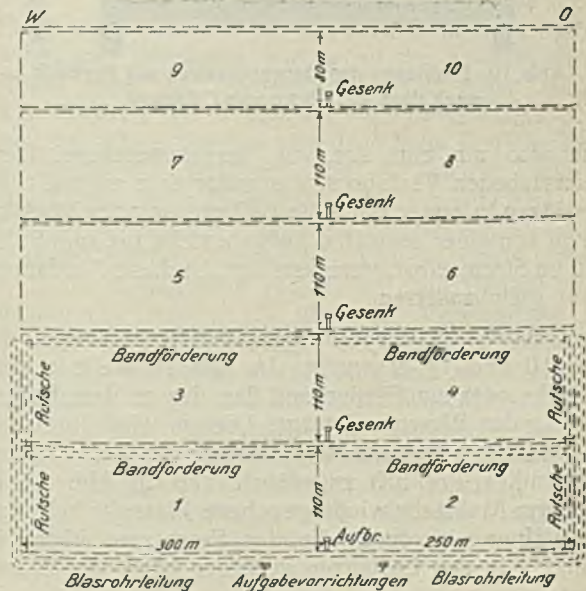 W O
80m
9 10
Gesenk
7 110m 8
Gesenk
5 110m 6
Gesenk
Bandförderung Bandförderung
Rutsche 3 110m 4 Rutsche
Gesenk
Bandförderung Bandförderung
Rutsche 1 110m 2 Rutsche
300m Aufbr. 250m
Blasrohrleitung Aufgabevorrichtungen Blasrohrleitung